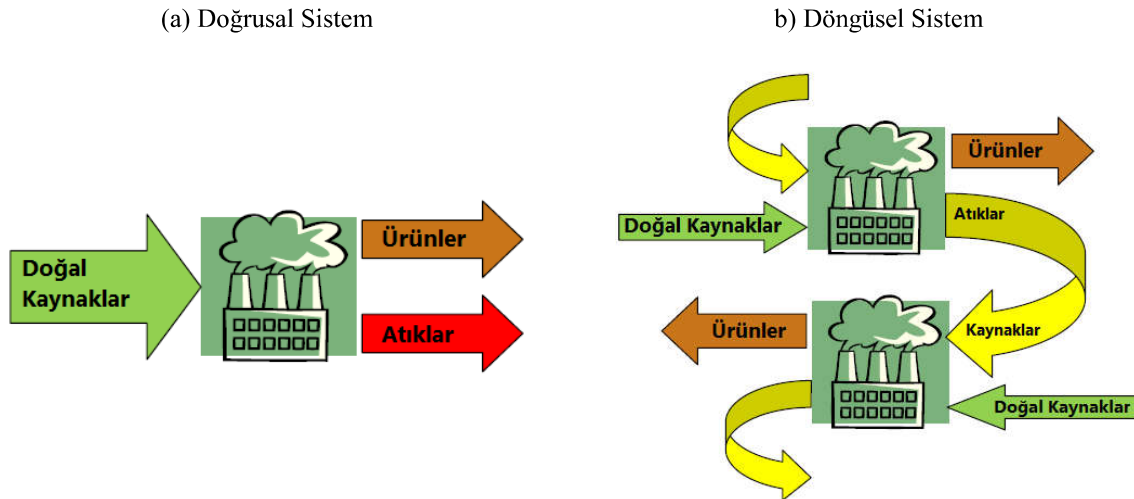 (a) Doğrusal Sistem
b) Döngüsel Sistem
Doğal
Kaynaklar
Ürünler
Atıklar
Ürünler
Doğal Kaynaklar
Atıklar
Kaynaklar
Ürünler
Doğal Kaynaklar